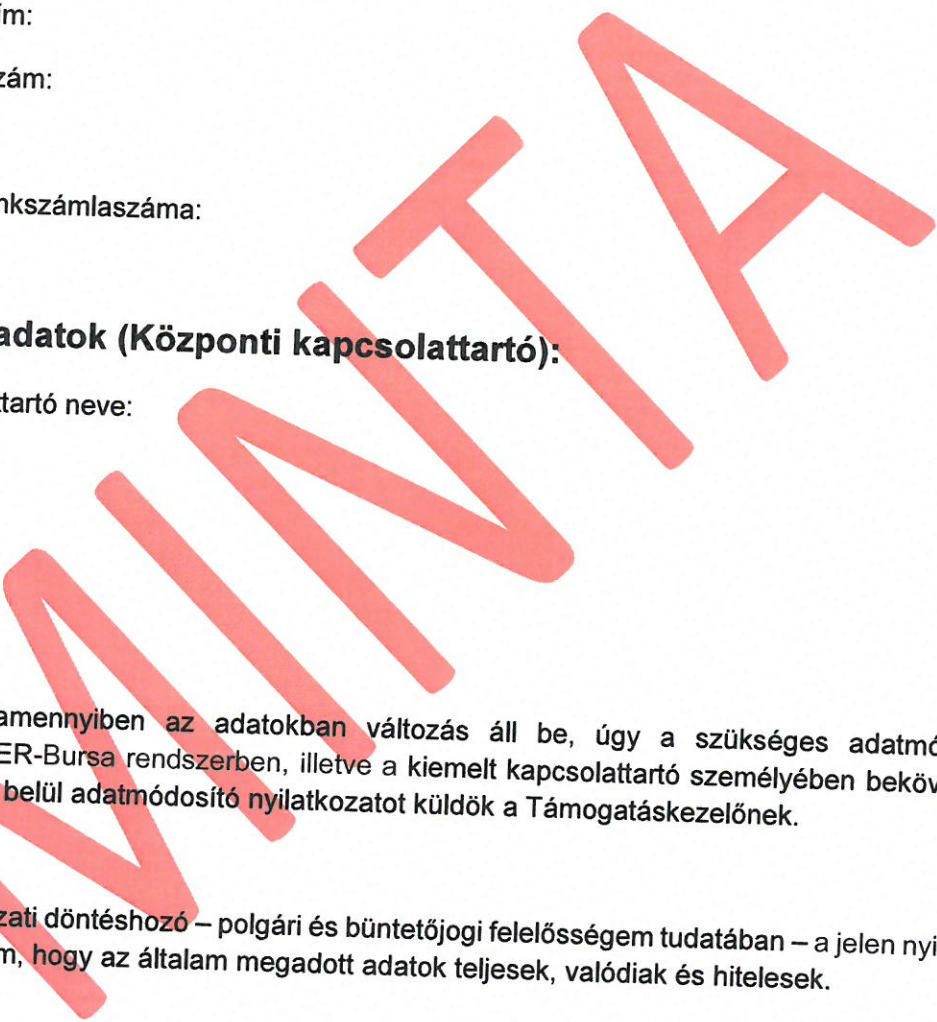 ím:
zám:
nkszámlaszáma:
adatok (Központi kapcsolattartó):
ttartó neve:
amennyiben az adatokban változás áll be, úgy a szükséges adatmó
ER-Bursa rendszerben, illetve a kiemelt kapcsolattartó személyében beköv
belül adatmódosító nyilatkozatot küldök a Támogatáskezelőnek.
zati döntéshozó – polgári és büntetőjogi felelősségem tudatában – a jelen nyi
m, hogy az általam megadott adatok teljesek, valódiak és hitelesek.
MINTA